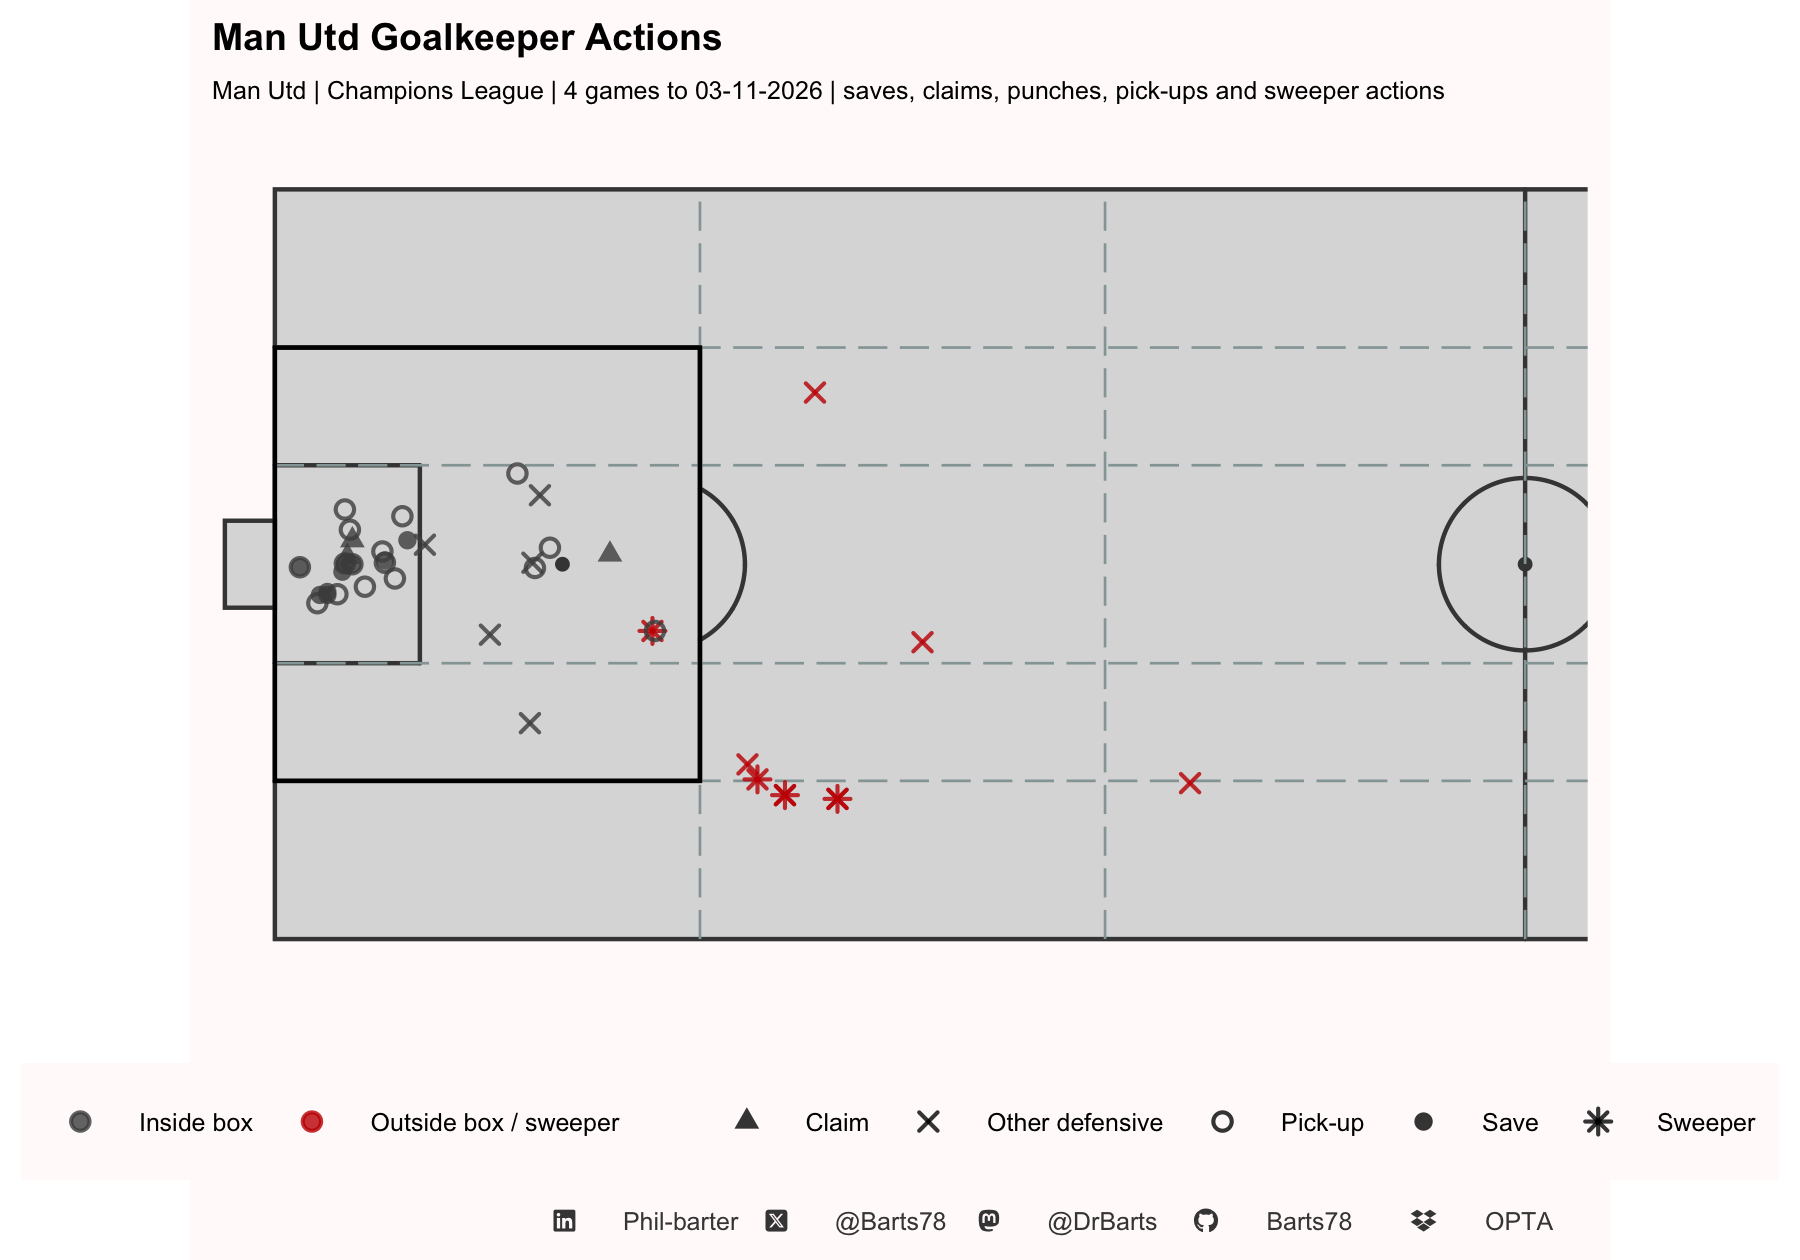 Man Utd Goalkeeper Actions
Man Utd | Champions League | 4 games to 03-11-2026 | saves, claims, punches, pick-ups and sweeper actions
Inside box Outside box / sweeper Claim Other defensive Pick-up Save Sweeper
Phil-barter @Barts78 @DrBarts Barts78 OPTA